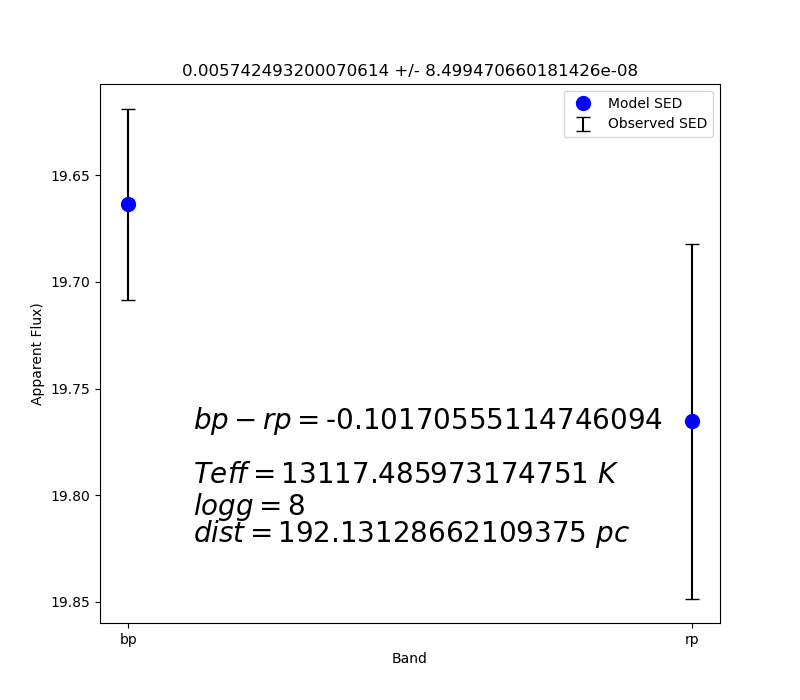 0.005742493200070614 +/- 8.499470660181426e-08
Model SED
Observed SED
19.65
19.70
19.75
19.80
19.85
Apparent Flux)
bp − rp = -0.10170555114746094
Teff = 13117.485973174751 K
logg = 8
dist = 192.13128662109375 pc
bp
rp
Band